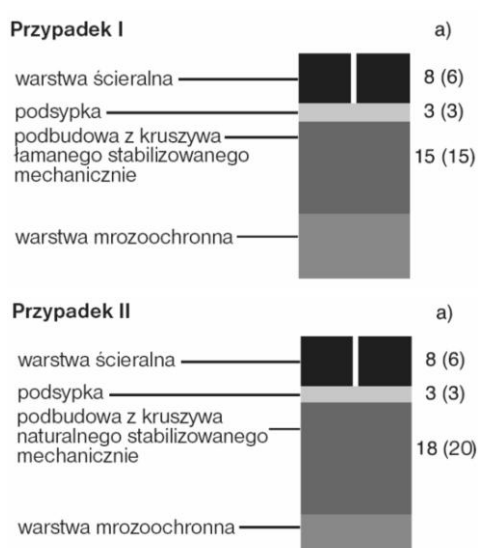 Przypadek I a)
warstwa ścieralna 8 (6)
podsypka 3 (3)
podbudowa z kruszywa
łamanego stabilizowanego 15 (15)
mechanicznie
warstwa mrozoochronna
Przypadek II a)
warstwa ścieralna 8 (6)
podsypka 3 (3)
podbudowa z kruszywa
naturalnego stabilizowanego
mechanicznie 18 (20)
warstwa mrozoochronna